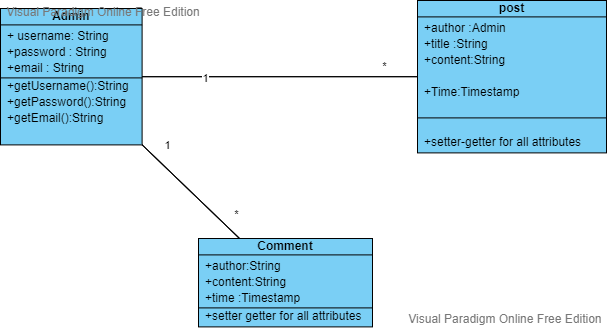 Visual Paradigm Online Free Edition
Admin
+ username: String
+password : String
+email : String
+getUsername():String
+getPassword():String
+getEmail():String
post
+author :Admin
+title :String
+content:String
+Time:Timestamp
+setter-getter for all attributes
1
*
1
*
Comment
+author:String
+content:String
+time :Timestamp
+setter getter for all attributes
Visual Paradigm Online Free Edition